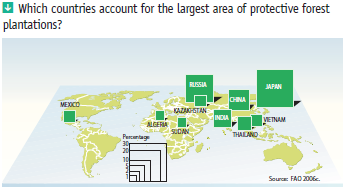 Which countries account for the largest area of protective forest
plantations?
RUSSIA
JAPAN
CHINA
MEXICO
KAZAKHSTAN
INDIA
VIETNAM
ALGERIA
SUDAN
THAILAND
Percentage
30
20
10
5
Source: FAO 2006c.